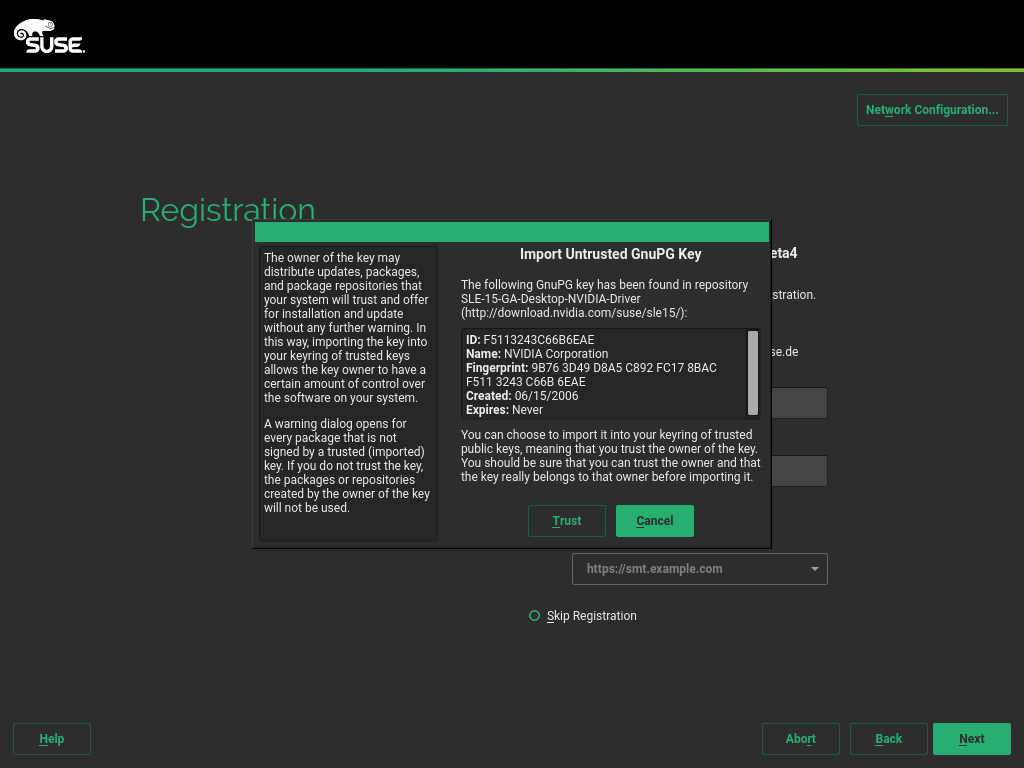 SUSE.
Network Configuration...
Registration
eta4
stration.
se.de
The owner of the key may
distribute updates, packages,
and package repositories that
your system will trust and offer
for installation and update
without any further warning. In
this way, importing the key into
your keyring of trusted keys
allows the key owner to have a
certain amount of control over
the software on your system.
A warning dialog opens for
every package that is not
signed by a trusted (imported)
key. If you do not trust the key,
the packages or repositories
created by the owner of the key
will not be used.
Import Untrusted GnuPG Key
The following GnuPG key has been found in repository
SLE-15-GA-Desktop-NVIDIA-Driver
(http://download.nvidia.com/suse/sle15/):
ID: F5113243C66B6EAE
Name: NVIDIA Corporation
Fingerprint: 9B76 3D49 D8A5 C892 FC17 8BAC
F511 3243 C66B 6EAE
Created: 06/15/2006
Expires: Never
You can choose to import it into your keyring of trusted
public keys, meaning that you trust the owner of the key.
You should be sure that you can trust the owner and that
the key really belongs to that owner before importing it.
Trust Cancel
https://smt.example.com
Skip Registration
Help Abort Back Next